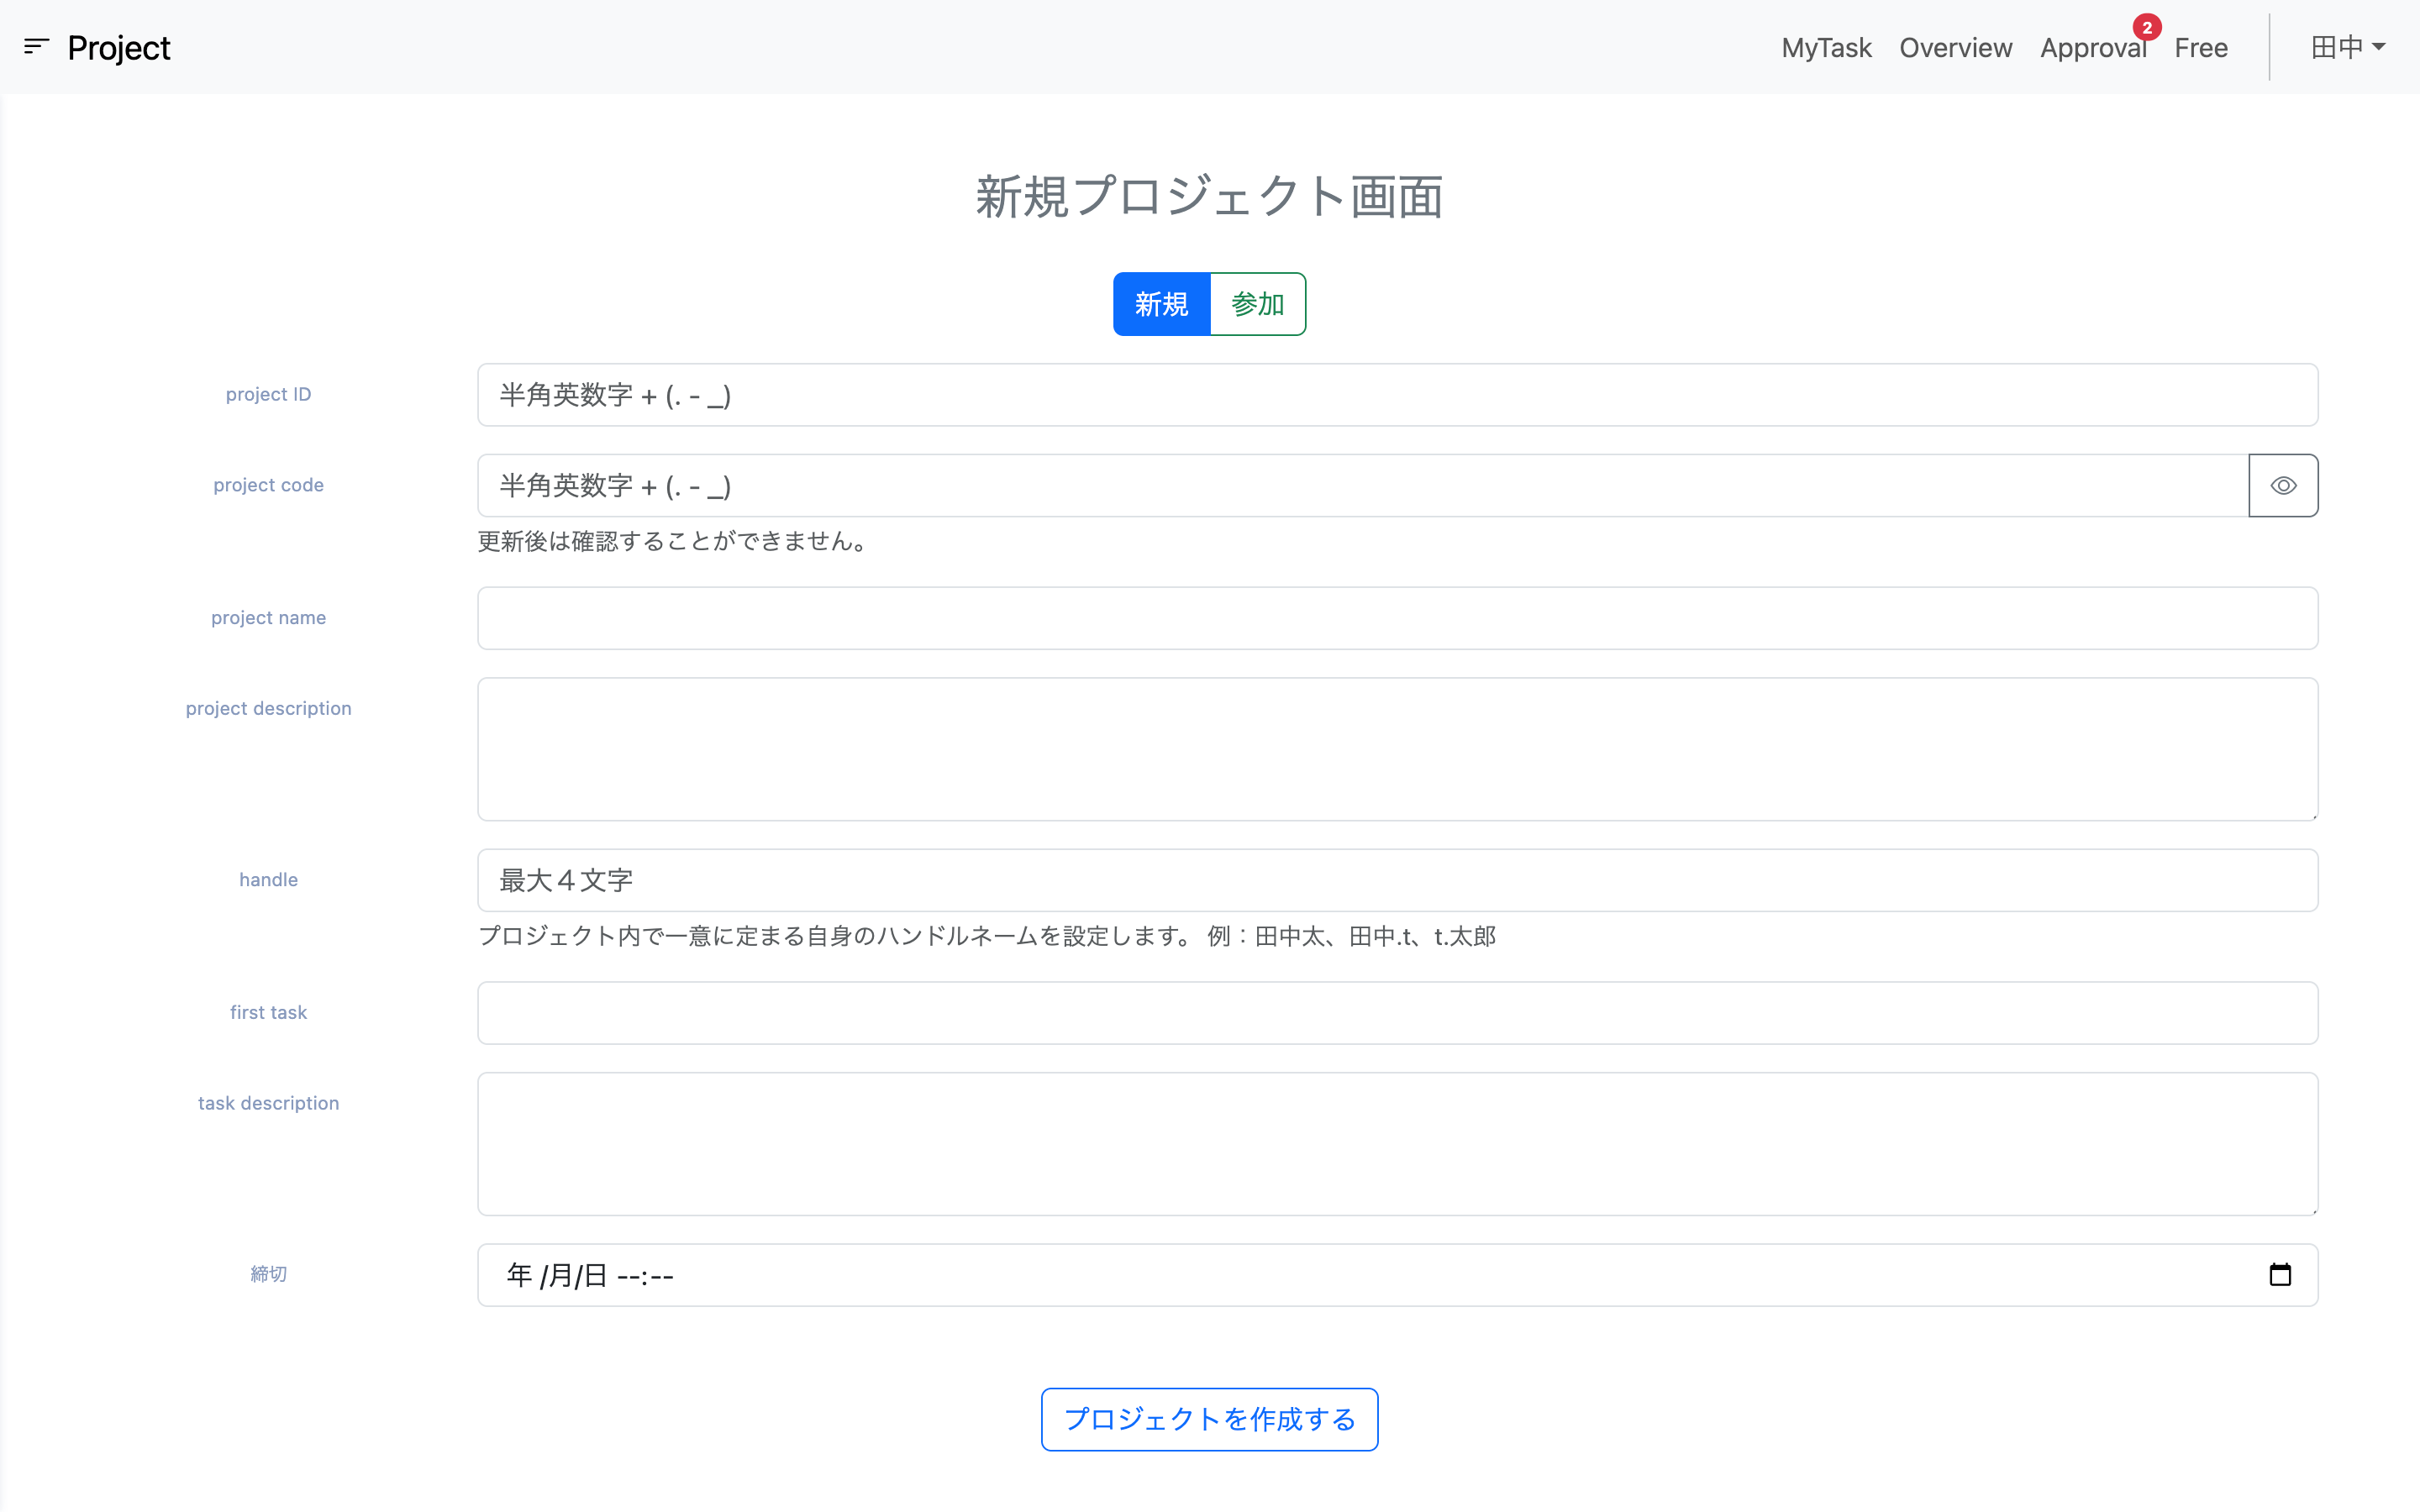 Project
MyTask Overview Approval 2 Free 田中
新規プロジェクト画面
新規 参加
project ID 半角英数字 + (. - _)
project code 半角英数字 + (. - _)
更新後は確認することができません。
project name
project description
handle 最大４文字
プロジェクト内で一意に定まる自身のハンドルネームを設定します。 例：田中太、田中.t、t.太郎
first task
task description
締切 年 /月/日 --:--
プロジェクトを作成する